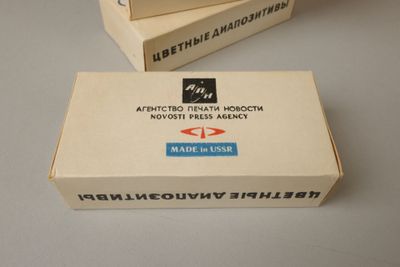 С
ЦВЕТНЫЕ ДИАПОЗИТИВЫ
АПН
АГЕНТСТВО ПЕЧАТИ НОВОСТИ
NOVOSTI PRESS AGENCY
MADE in USSR
ЦВЕТНЫЕ ДИАПОЗИТИВЫ